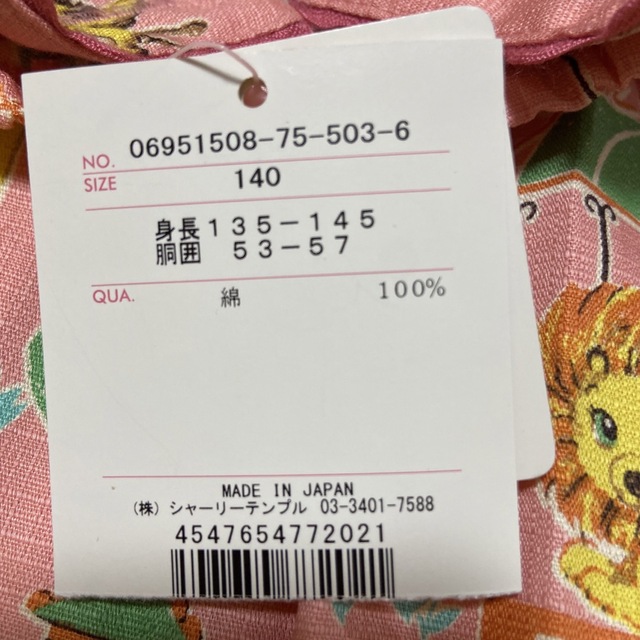 NO. 06951508-75-503-6
SIZE 140
身長 135-145
胴囲 53-57
QUA. 綿 100%
MADE IN JAPAN
(株) シャーリーテンプル 03-3401-7588
4547654772021